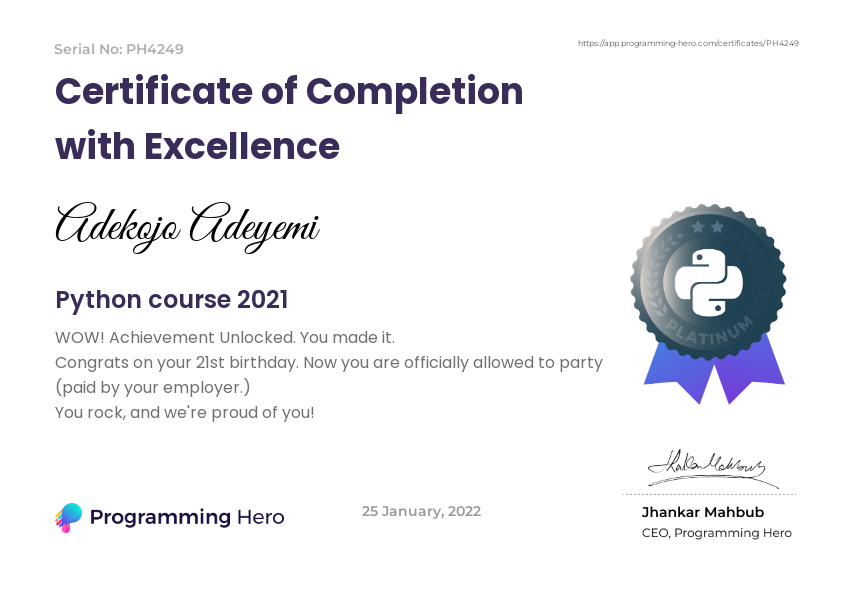 Serial No: PH4249
https://app.programming-hero.com/certificates/PH4249
Certificate of Completion
with Excellence
Adekojo Adeyemi
Python course 2021
WOW! Achievement Unlocked. You made it.
Congrats on your 21st birthday. Now you are officially allowed to party
(paid by your employer.)
You rock, and we're proud of you!
PLATINUM
Jhankar Mahbub
Programming Hero
25 January, 2022
Jhankar Mahbub
CEO, Programming Hero